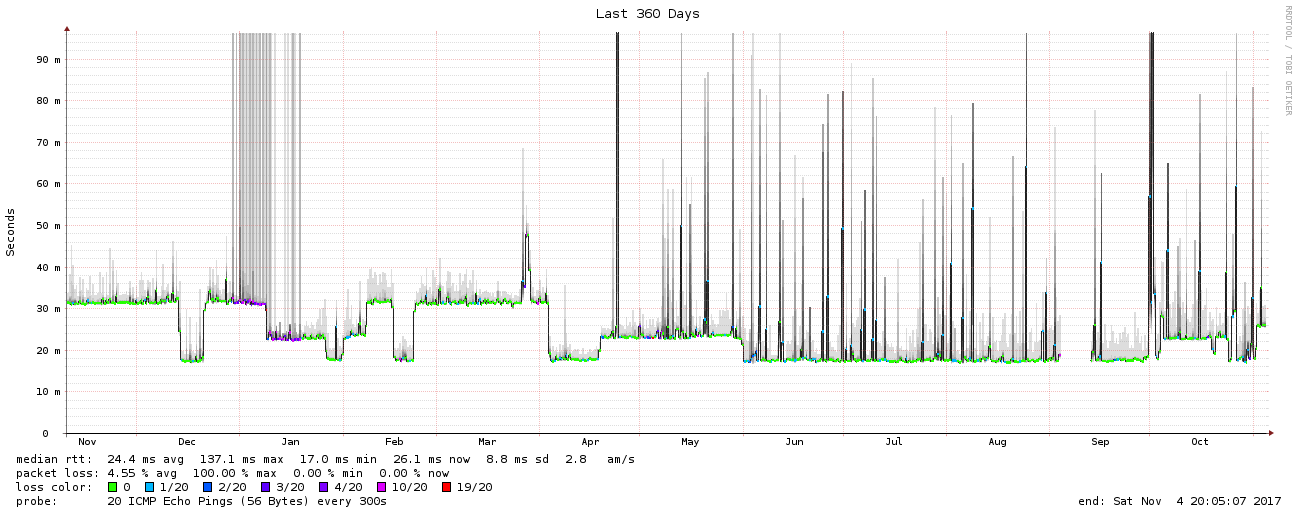 Last 360 Days
RRDTOOL / TOBI OETIKER
Seconds
90 m
80 m
70 m
60 m
50 m
40 m
30 m
20 m
10 m
0
Nov Dec Jan Feb Mar Apr May Jun Jul Aug Sep Oct
median rtt: 24.4 ms avg 137.1 ms max 17.0 ms min 26.1 ms now 8.8 ms sd 2.8 am/s
packet loss: 4.55 % avg 100.00 % max 0.00 % min 0.00 % now
loss color: 0 1/20 2/20 3/20 4/20 10/20 19/20
probe: 20 ICMP Echo Pings (56 Bytes) every 300s end: Sat Nov 4 20:05:07 2017